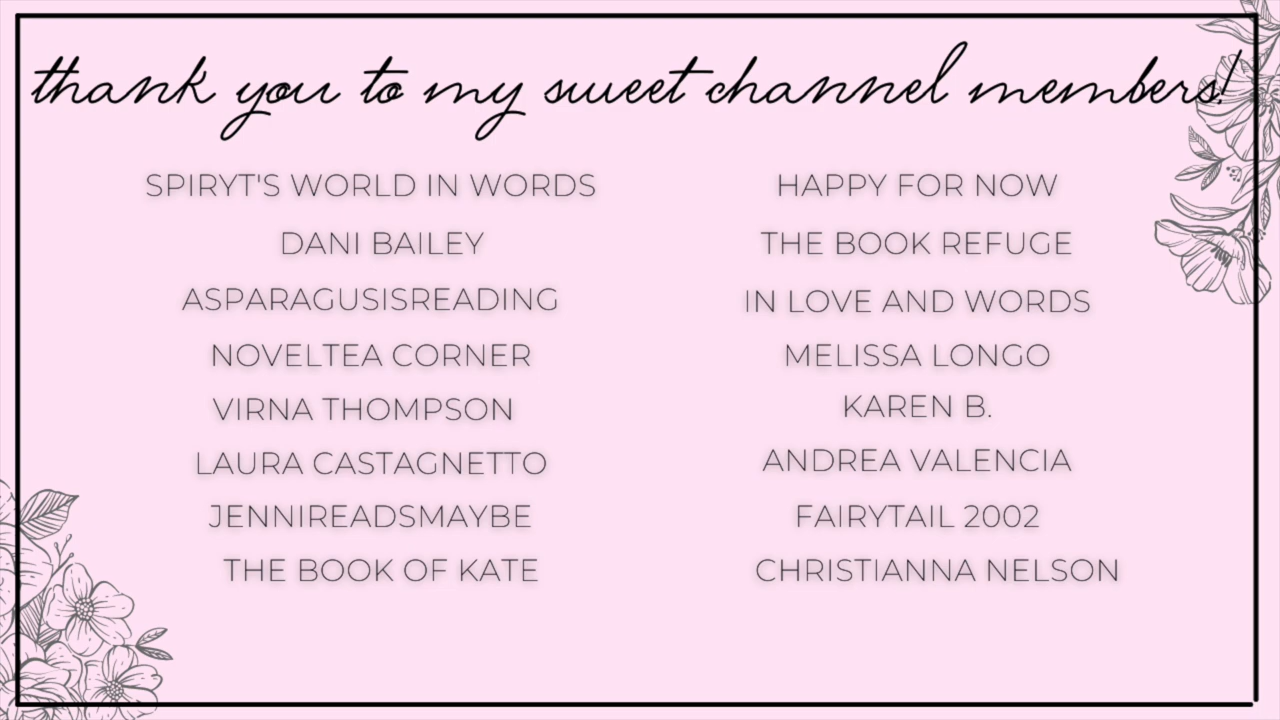 thank you to my sweet channel members!
SPIRYT'S WORLD IN WORDS
DANI BAILEY
ASPARAGUSISREADING
NOVELTEA CORNER
VIRNA THOMPSON
LAURA CASTAGNETTO
JENNIREADSMAYBE
THE BOOK OF KATE
HAPPY FOR NOW
THE BOOK REFUGE
IN LOVE AND WORDS
MELISSA LONGO
KAREN B.
ANDREA VALENCIA
FAIRYTAIL 2002
CHRISTIANNA NELSON